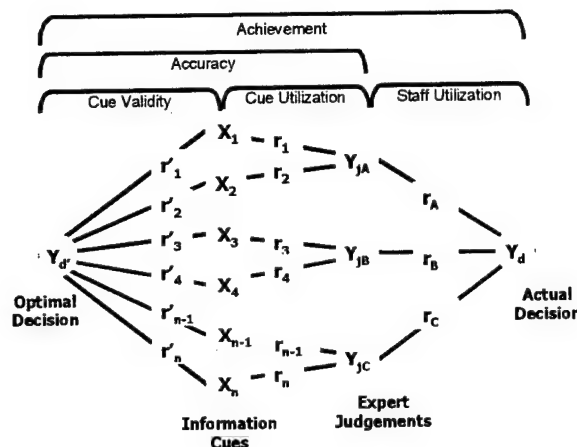 Achievement
Accuracy
Cue Validity Cue Utilization Staff Utilization
X1 r1
r'1 YjA
X2 r2
r'2 rA
r'3 X3 r3
Yd' YjB rB Yd
r'4 X4 r4
Optimal Decision
Actual Decision
r'n-1 Xn-1 rn-1
rC
r'n YjC
Xn rn
Information Cues
Expert Judgements